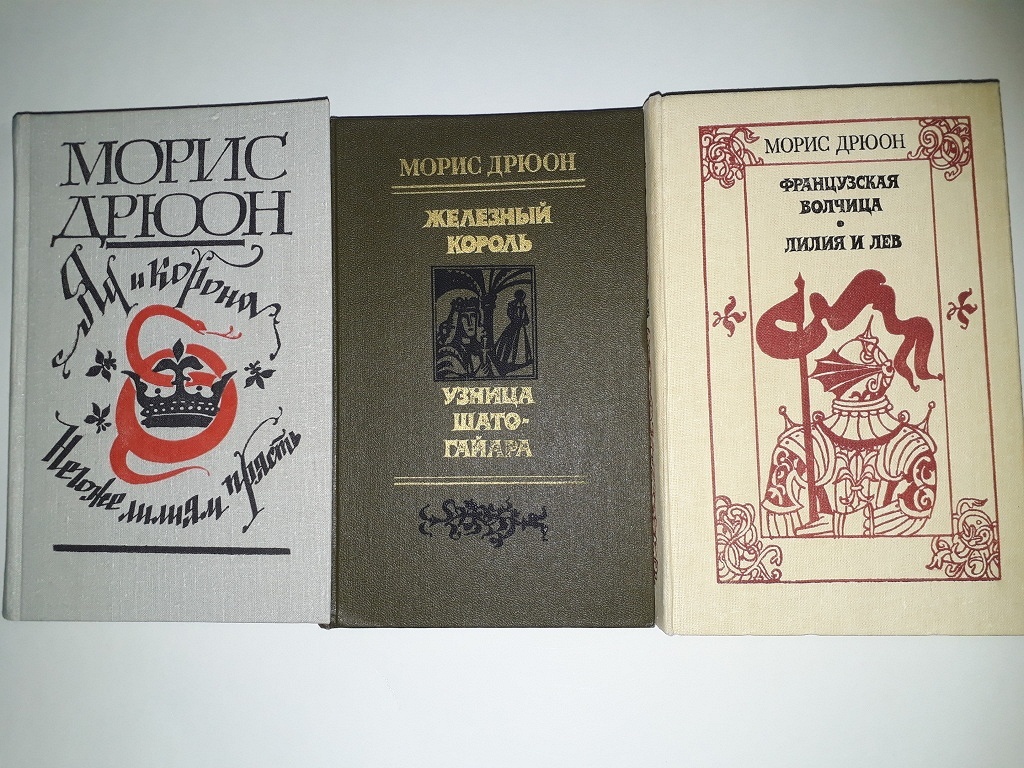 МОРИС
ДРЮОН
Яд и корона
Негоже лилиям прясть
МОРИС ДРЮОН
ЖЕЛЕЗНЫЙ
КОРОЛЬ
УЗНИЦА
ШАТО-
ГАЙАРА
МОРИС ДРЮОН
ФРАНЦУЗСКАЯ
ВОЛЧИЦА
•
ЛИЛИЯ И ЛЕВ